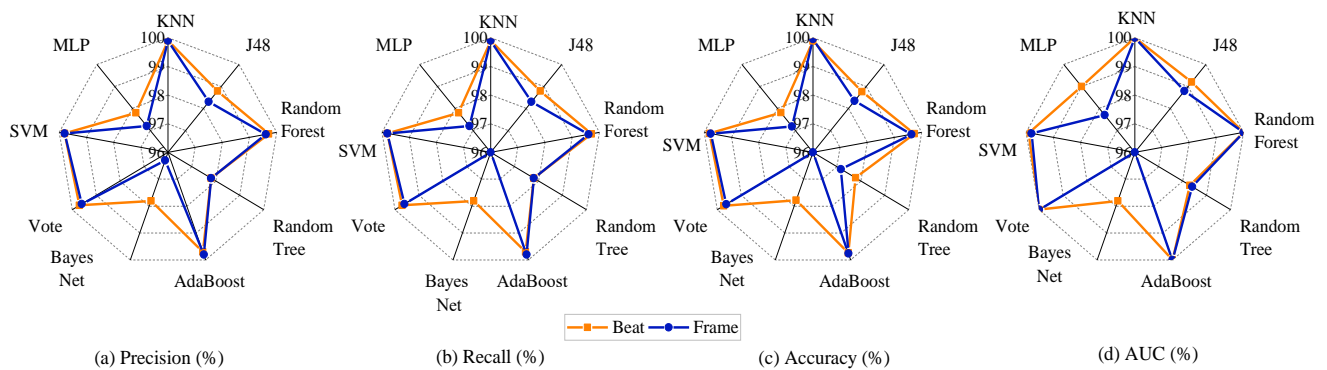 KNN
100
99
98
97
96
J48
Random
Forest
Random
Tree
AdaBoost
Bayes
Net
Vote
SVM
MLP
(a) Precision (%)
KNN
100
99
98
97
96
J48
Random
Forest
Random
Tree
AdaBoost
Bayes
Net
Vote
SVM
MLP
(b) Recall (%)
KNN
100
99
98
97
96
J48
Random
Forest
Random
Tree
AdaBoost
Bayes
Net
Vote
SVM
MLP
(c) Accuracy (%)
KNN
100
99
98
97
96
J48
Random
Forest
Random
Tree
AdaBoost
Bayes
Net
Vote
SVM
MLP
(d) AUC (%)
Beat
Frame